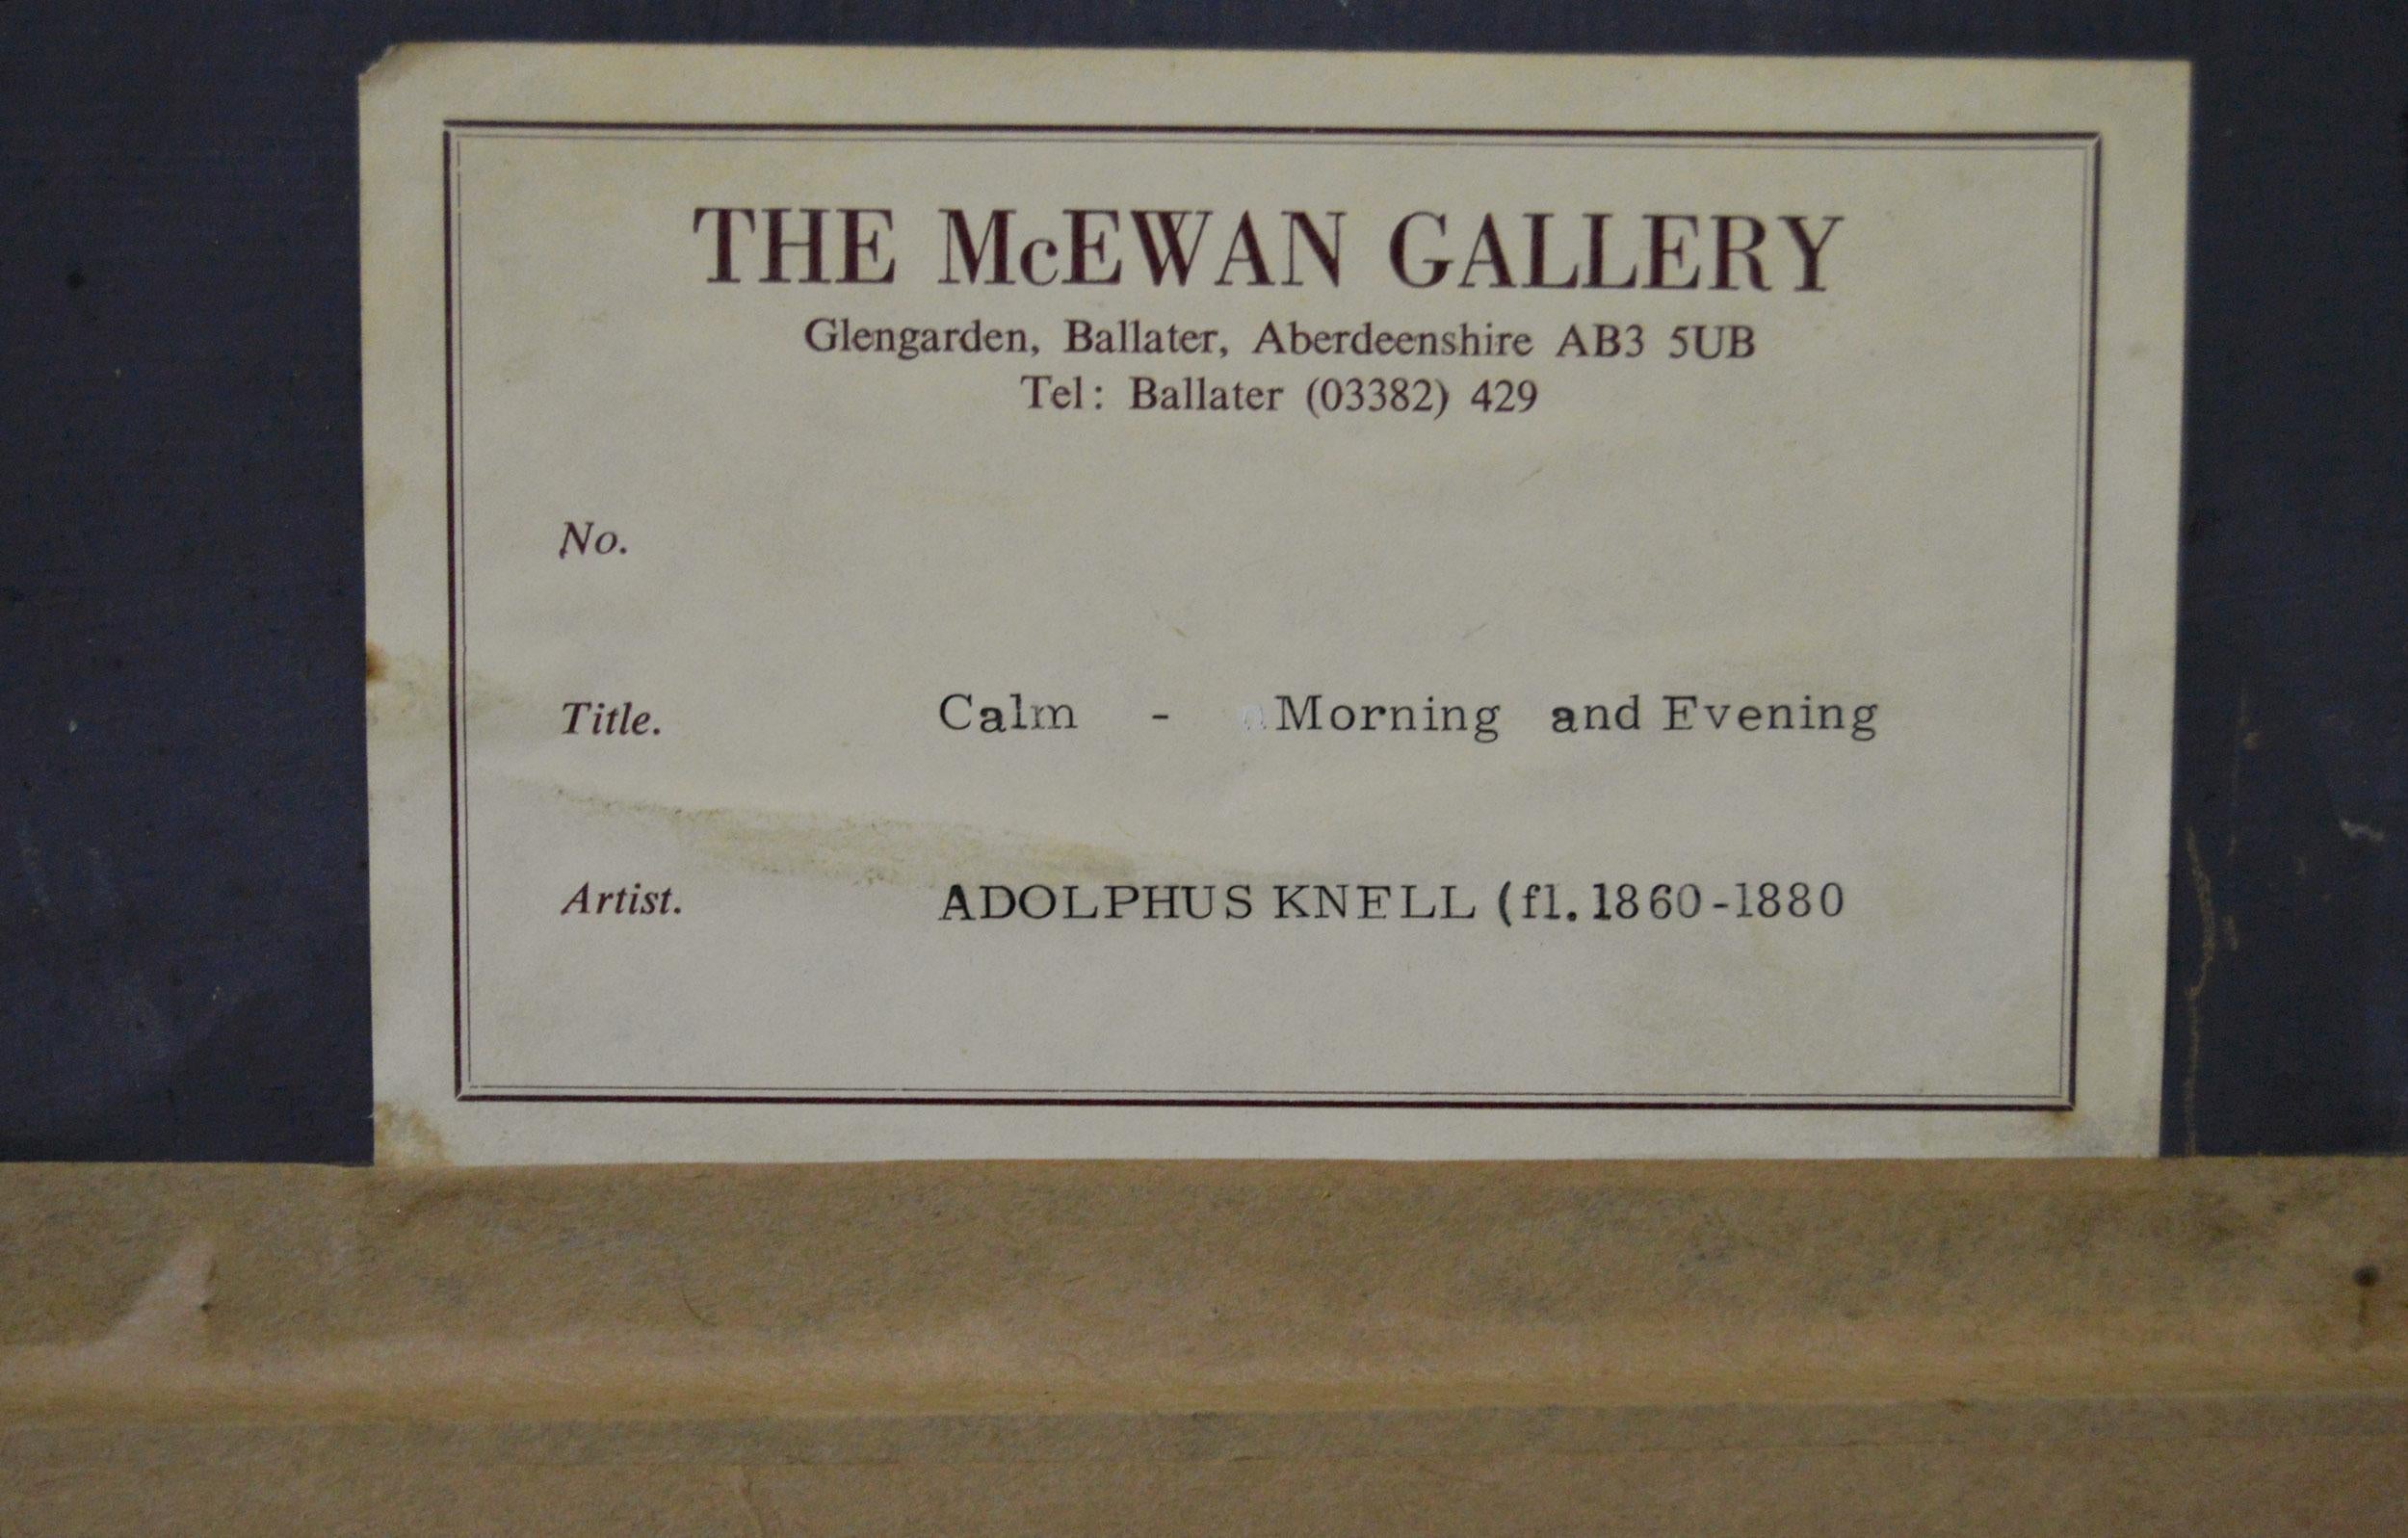 THE McEWAN GALLERY
Glengarden, Ballater, Aberdeenshire AB3 5UB
Tel: Ballater (03382) 429
No.
Title. Calm - Morning and Evening
Artist. ADOLPHUS KNELL (fl. 1860-1880